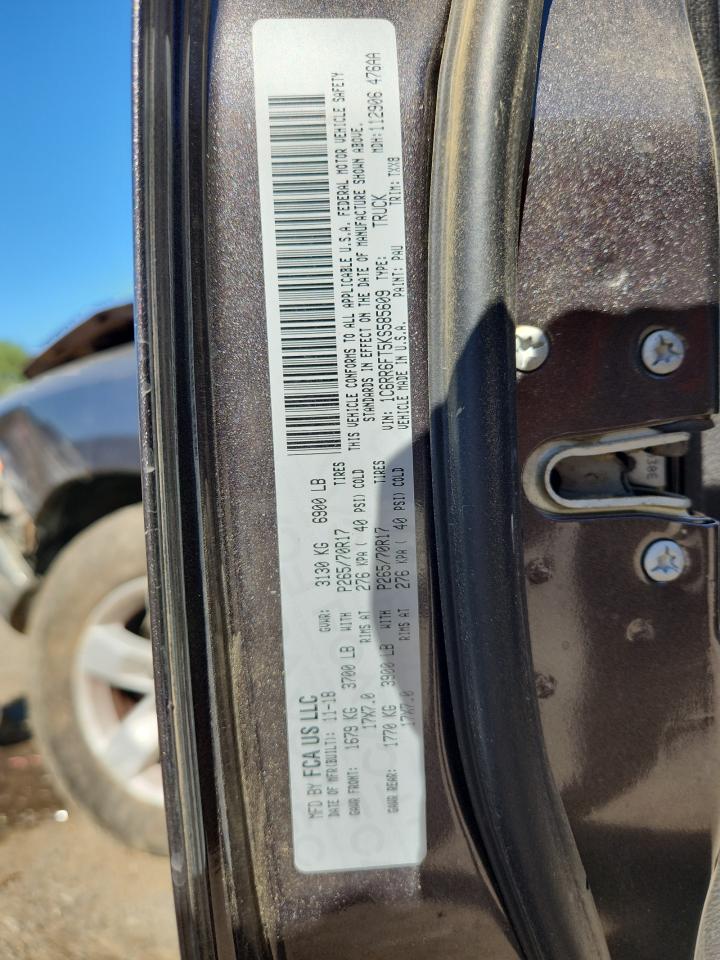 MFD BY FCA US LLC
DATE OF MFR(BUILT): 11-18 GVWR: 3130 KG 6900 LB
GAWR FRONT: 1679 KG 3700 LB WITH P265/70R17 TIRES
17X7.0 RIMS AT 276 KPA ( 40 PSI) COLD
GAWR REAR: 1770 KG 3900 LB WITH P265/70R17 TIRES
17X7.0 RIMS AT 276 KPA ( 40 PSI) COLD
THIS VEHICLE CONFORMS TO ALL APPLICABLE U.S.A. FEDERAL MOTOR VEHICLE SAFETY
STANDARDS IN EFFECT ON THE DATE OF MANUFACTURE SHOWN ABOVE.
VIN: 1C6RR6FT5KS585609 TYPE: TRUCK MDH:112906 476AA
VEHICLE MADE IN U.S.A. PAINT: PAU TRIM: TXX8